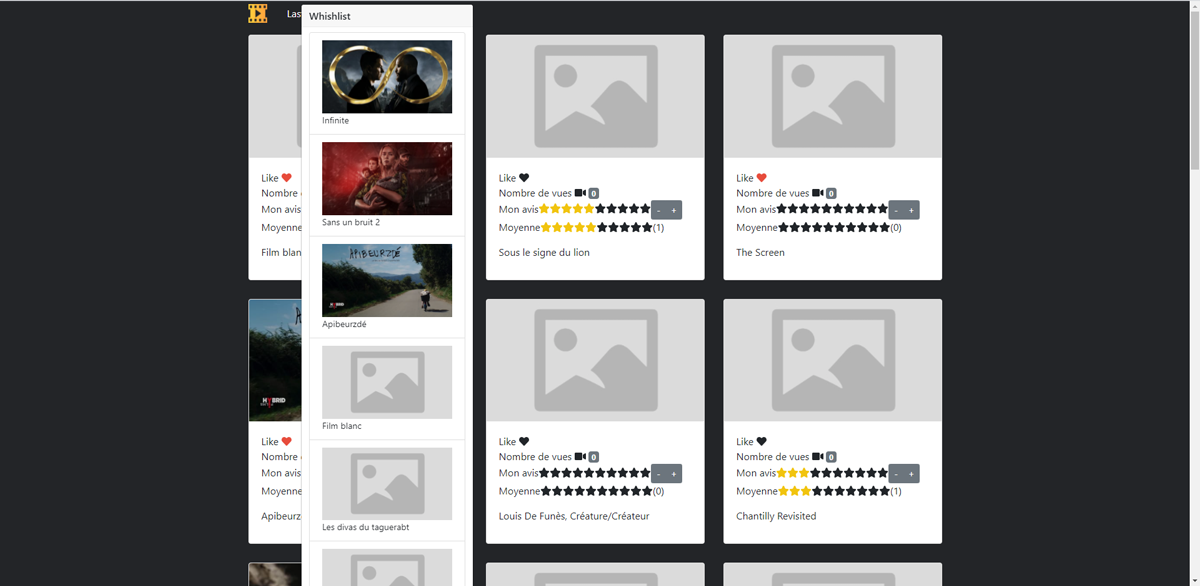 Las
Whishlist
Infinite
Sans un bruit 2
APIBEURZDÉ
Apibeurzdé
Film blanc
Les divas du taguerabt
Like
Nombre
Mon avis
Moyenne
Film blan
Like
Nombre de vues 0
Mon avis - +
Moyenne (1)
Sous le signe du lion
Like
Nombre de vues 0
Mon avis - +
Moyenne (0)
The Screen
HYBRID
Like
Nombre
Mon avis
Moyenne
Apibeurz
Like
Nombre de vues 0
Mon avis - +
Moyenne (0)
Louis De Funès, Créature/Créateur
Like
Nombre de vues 0
Mon avis - +
Moyenne (1)
Chantilly Revisited